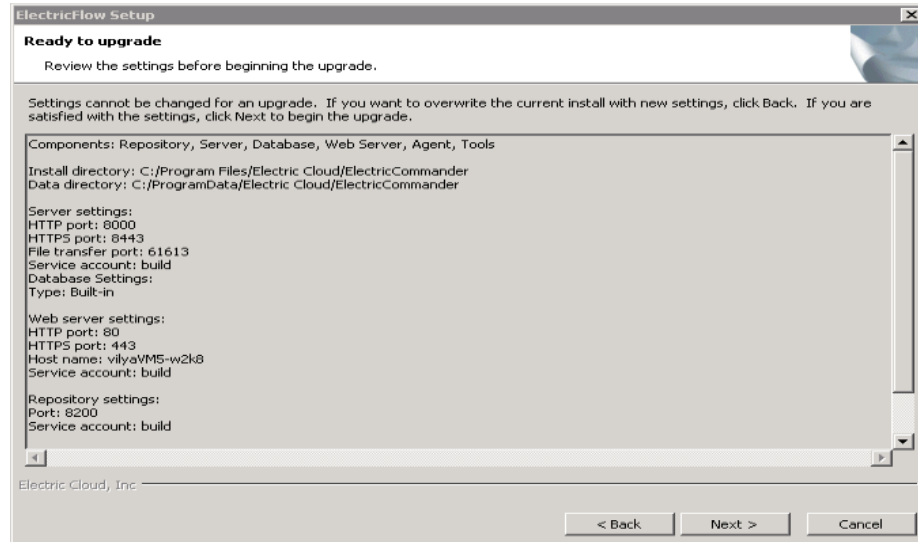 ElectricFlow Setup
Ready to upgrade
Review the settings before beginning the upgrade.
Settings cannot be changed for an upgrade. If you want to overwrite the current install with new settings, click Back. If you are
satisfied with the settings, click Next to begin the upgrade.
Components: Repository, Server, Database, Web Server, Agent, Tools
Install directory: C:/Program Files/Electric Cloud/ElectricCommander
Data directory: C:/ProgramData/Electric Cloud/ElectricCommander
Server settings:
HTTP port: 8000
HTTPS port: 8443
File transfer port: 61613
Service account: build
Database Settings:
Type: Built-in
Web server settings:
HTTP port: 80
HTTPS port: 443
Host name: vilyaVM5-w2k8
Service account: build
Repository settings:
Port: 8200
Service account: build
Electric Cloud, Inc
< Back
Next >
Cancel